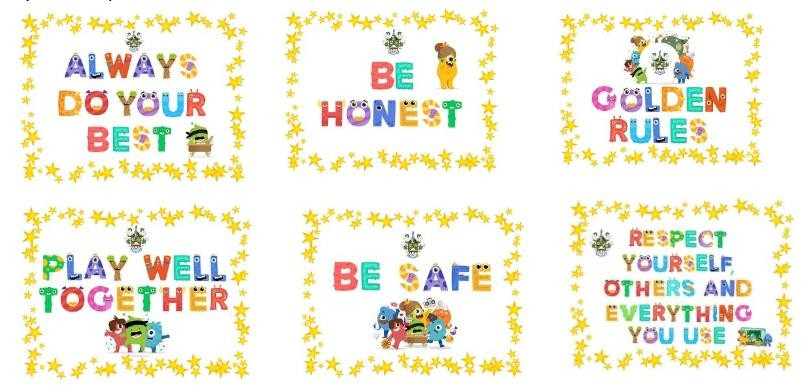 ALWAYS
DO YOUR
BEST
BE
HONEST
GOLDEN
RULES
PLAY WELL
TOGETHER
BE SAFE
RESPECT
YOURSELF,
OTHERS AND
EVERYTHING
YOU USE